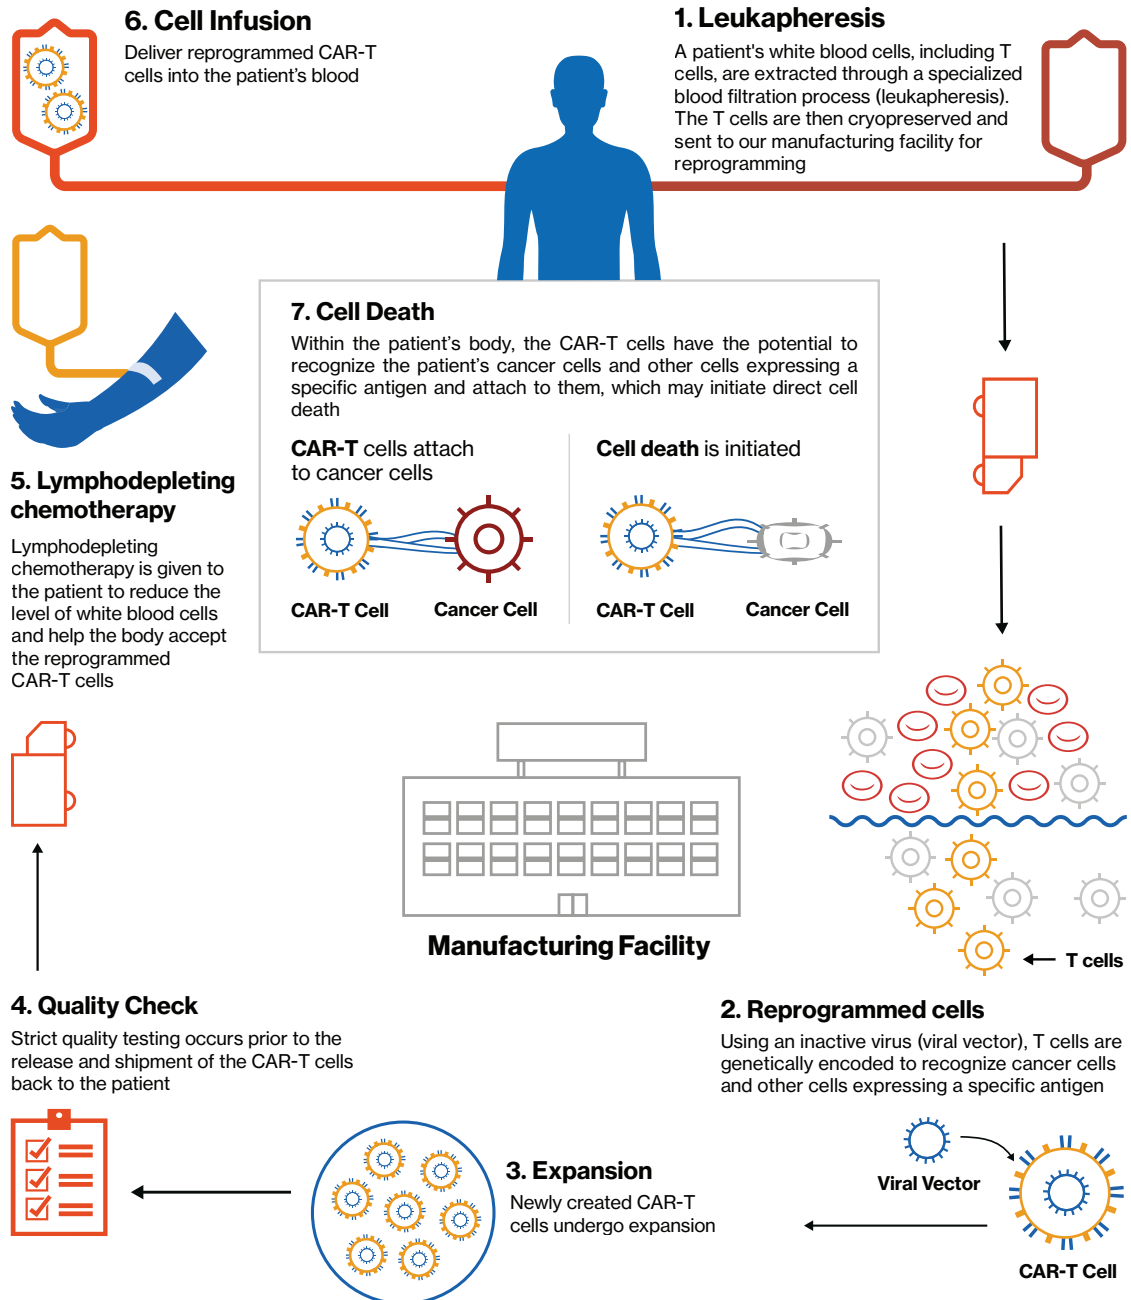 6. Cell Infusion
Deliver reprogrammed CAR-T
cells into the patient's blood
1. Leukapheresis
A patient's white blood cells, including T
cells, are extracted through a specialized
blood filtration process (leukapheresis).
The T cells are then cryopreserved and
sent to our manufacturing facility for
reprogramming
7. Cell Death
Within the patient's body, the CAR-T cells have the potential to
recognize the patient's cancer cells and other cells expressing a
specific antigen and attach to them, which may initiate direct cell
death
CAR-T cells attach
to cancer cells
CAR-T Cell
Cancer Cell
Cell death is initiated
CAR-T Cell
Cancer Cell
5. Lymphodepleting
chemotherapy
Lymphodepleting
chemotherapy is given to
the patient to reduce the
level of white blood cells
and help the body accept
the reprogrammed
CAR-T cells
Manufacturing Facility
T cells
4. Quality Check
Strict quality testing occurs prior to the
release and shipment of the CAR-T cells
back to the patient
2. Reprogrammed cells
Using an inactive virus (viral vector), T cells are
genetically encoded to recognize cancer cells
and other cells expressing a specific antigen
Viral Vector
CAR-T Cell
3. Expansion
Newly created CAR-T
cells undergo expansion